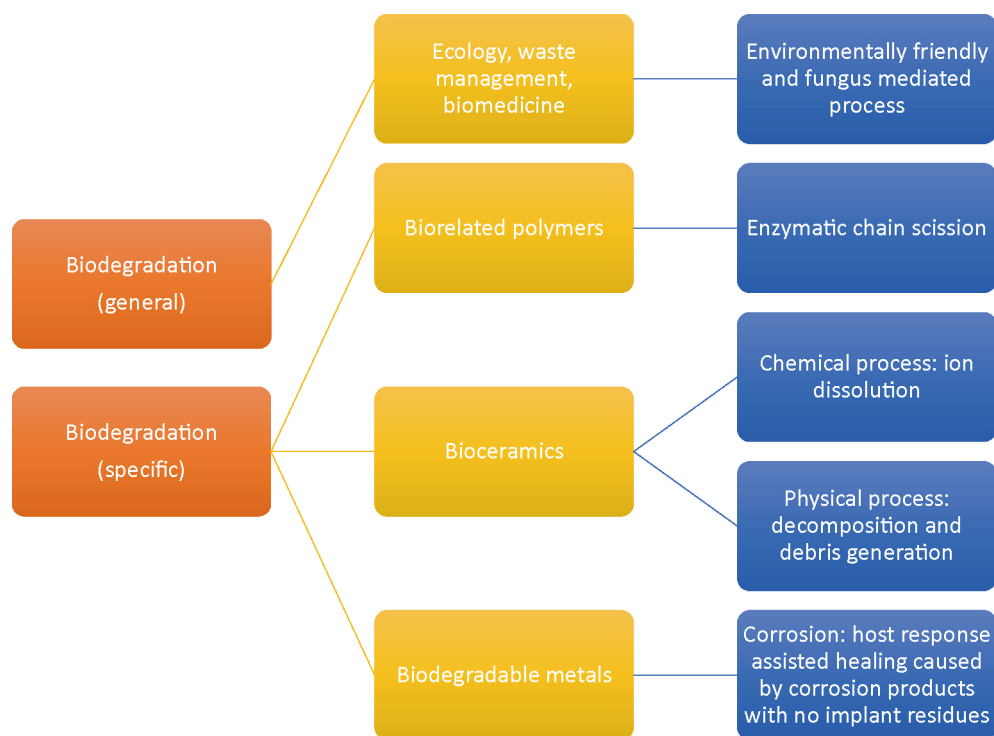 Biodegradation
(general)
Biodegradation
(specific)
Ecology, waste
management,
biomedicine
Biorelated polymers
Bioceramics
Biodegradable metals
Environmentally friendly
and fungus mediated
process
Enzymatic chain scission
Chemical process: ion
dissolution
Physical process:
decomposition and
debris generation
Corrosion: host response
assisted healing caused
by corrosion products
with no implant residues